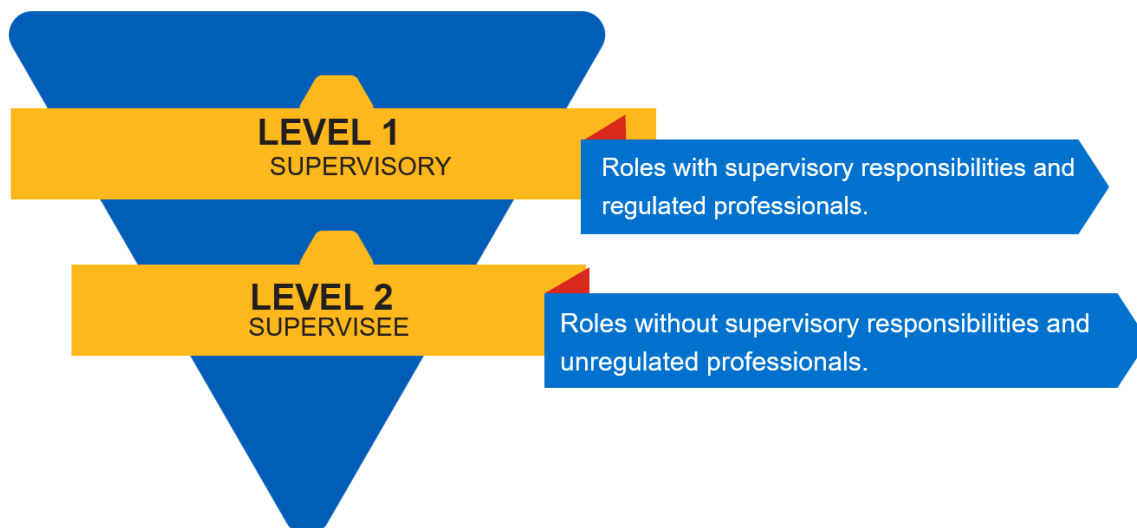 LEVEL 1
SUPERVISORY
Roles with supervisory responsibilities and
regulated professionals.
LEVEL 2
SUPERVISEE
Roles without supervisory responsibilities and
unregulated professionals.